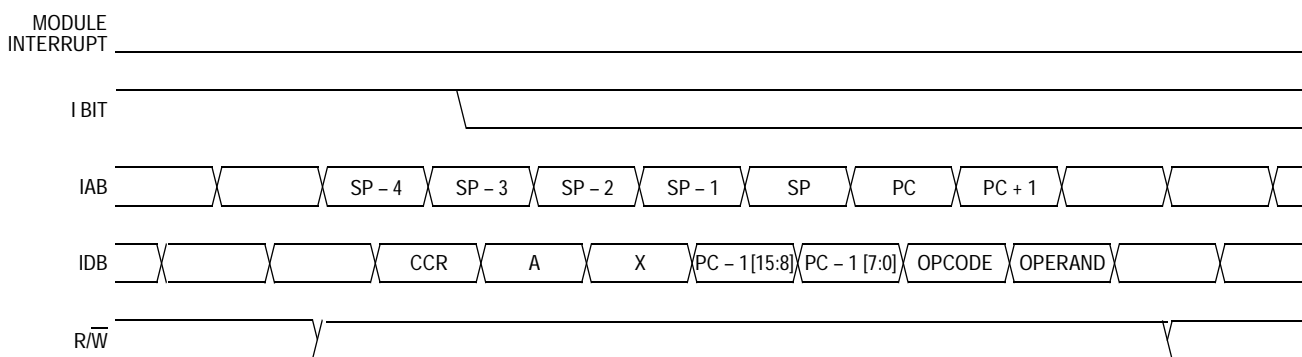 MODULE
INTERRUPT
I BIT
IAB SP – 4 SP – 3 SP – 2 SP – 1 SP PC PC + 1
IDB CCR A X PC – 1 [15:8] PC – 1 [7:0] OPCODE OPERAND
R/W̅